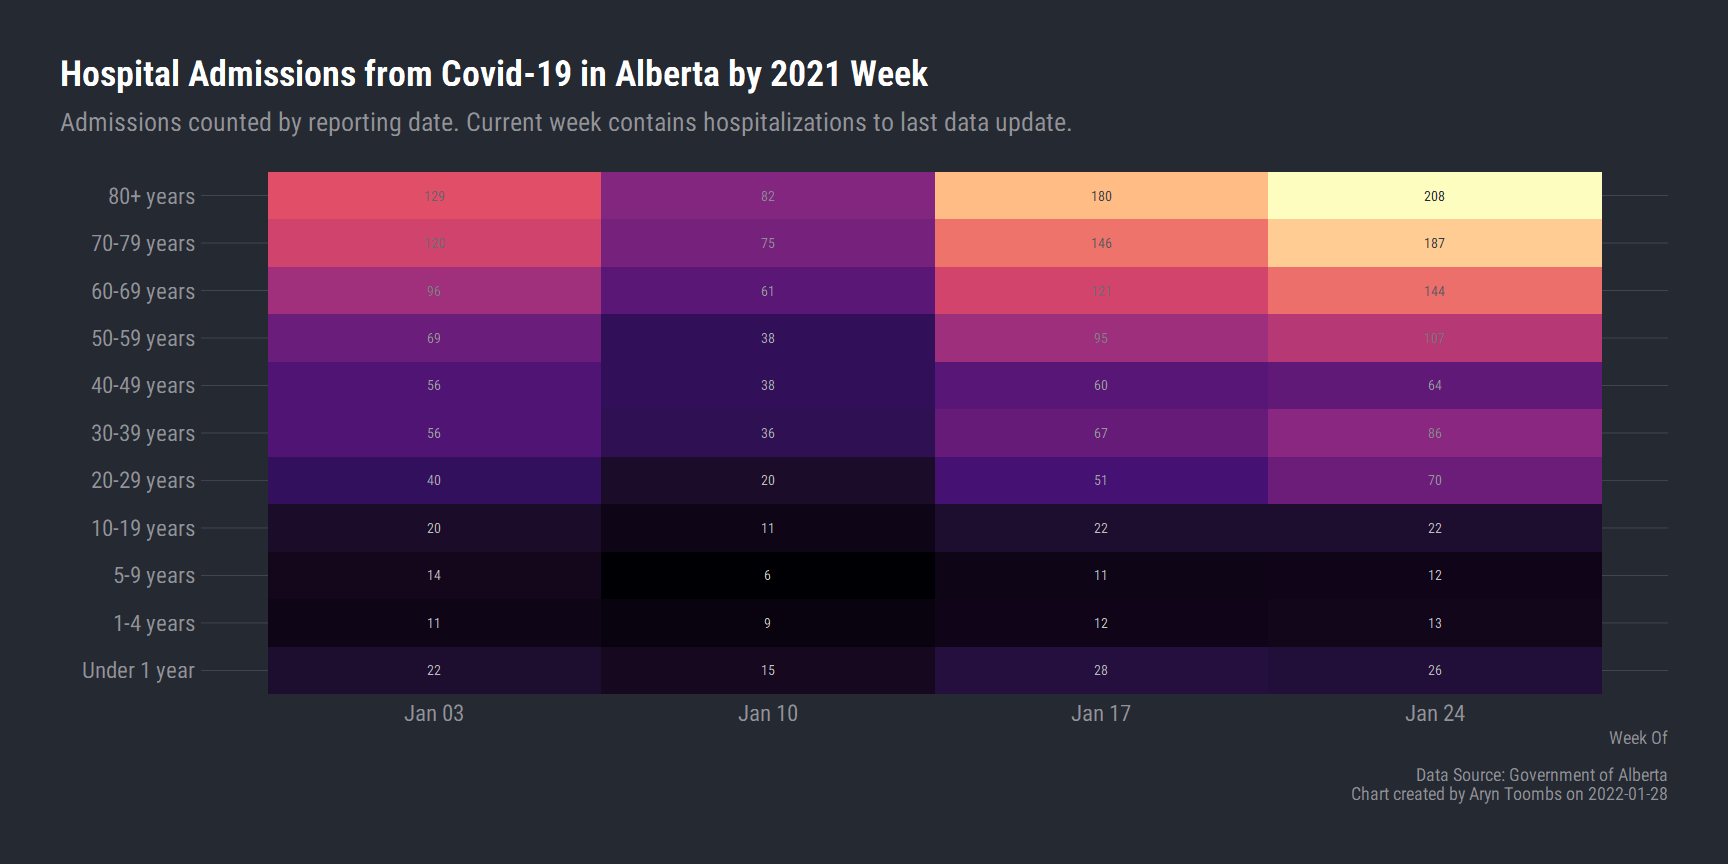 Hospital Admissions from Covid-19 in Alberta by 2021 Week
Admissions counted by reporting date. Current week contains hospitalizations to last data update.
80+ years 129 82 180 208
70-79 years 120 75 146 187
60-69 years 96 61 121 144
50-59 years 69 38 95 107
40-49 years 56 38 60 64
30-39 years 56 36 67 86
20-29 years 40 20 51 70
10-19 years 20 11 22 22
5-9 years 14 6 11 12
1-4 years 11 9 12 13
Under 1 year 22 15 28 26
Jan 03 Jan 10 Jan 17 Jan 24
Week Of
Data Source: Government of Alberta
Chart created by Aryn Toombs on 2022-01-28